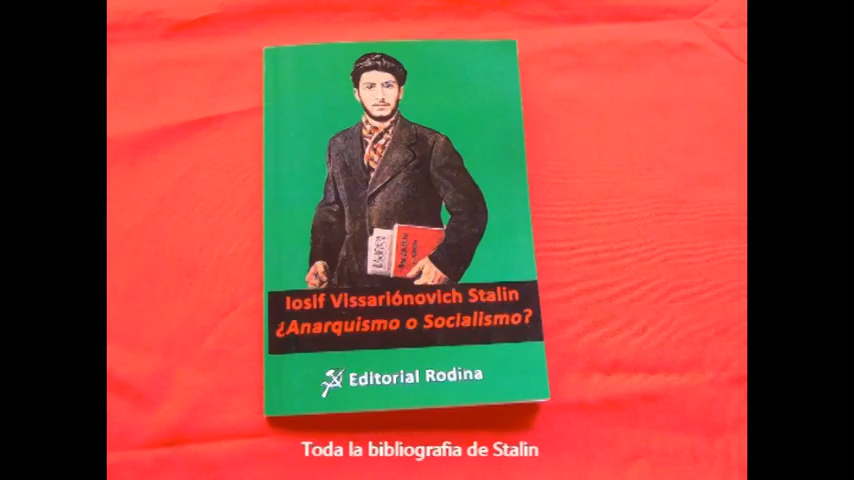 Iosif Vissariónovich Stalin
¿Anarquismo o Socialismo?
Editorial Rodina
Toda la bibliografia de Stalin